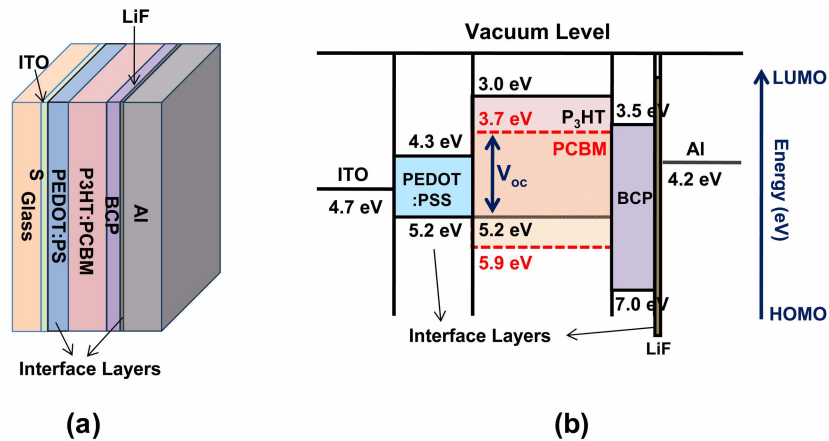 LiF
ITO
Glass
PEDOT:PS
S
P3HT:PCBM
BCP
Al
Interface Layers
(a)
Vacuum Level
3.0 eV
P3HT
3.7 eV
PCBM
3.5 eV
4.3 eV
Voc
ITO
4.7 eV
PEDOT
:PSS
BCP
Al
4.2 eV
5.2 eV
5.2 eV
5.9 eV
7.0 eV
Interface Layers
LiF
LUMO
Energy (eV)
HOMO
(b)